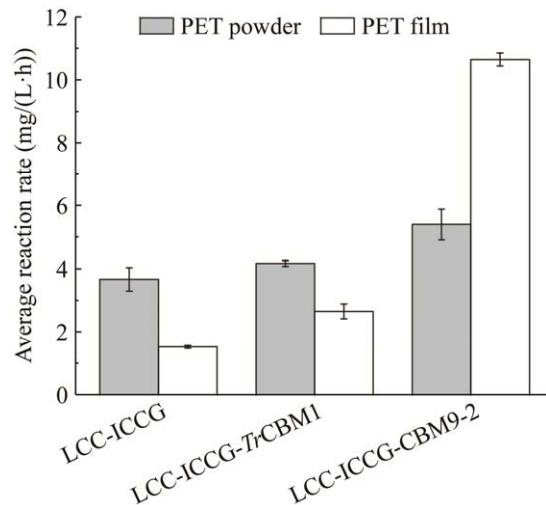 PET powder PET film
Average reaction rate (mg/(L·h))
12
10
8
6
4
2
0
LCC-ICCG
LCC-ICCG-TrCBM1
LCC-ICCG-CBM9-2